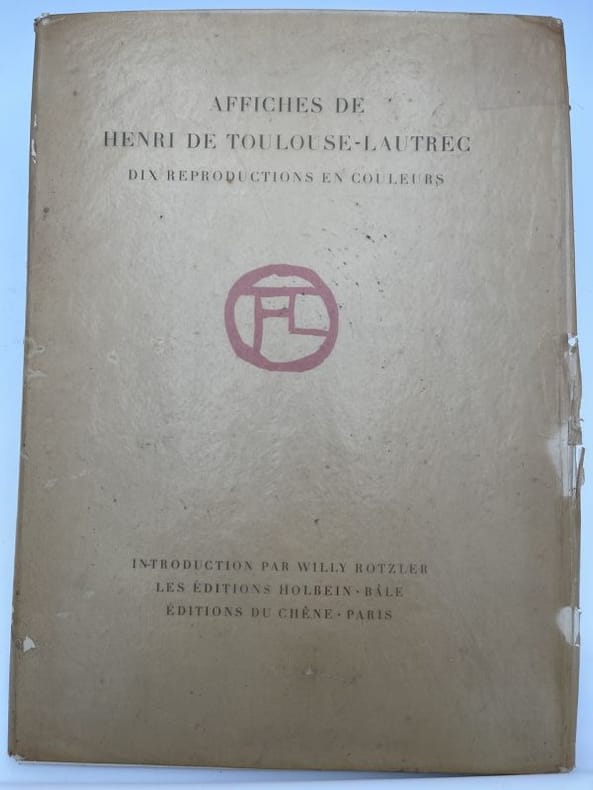 AFFICHES DE
HENRI DE TOULOUSE-LAUTREC
DIX REPRODUCTIONS EN COULEURS
HTL
INTRODUCTION PAR WILLY ROTZLER
LES ÉDITIONS HOLBEIN · BÂLE
ÉDITIONS DU CHÊNE · PARIS